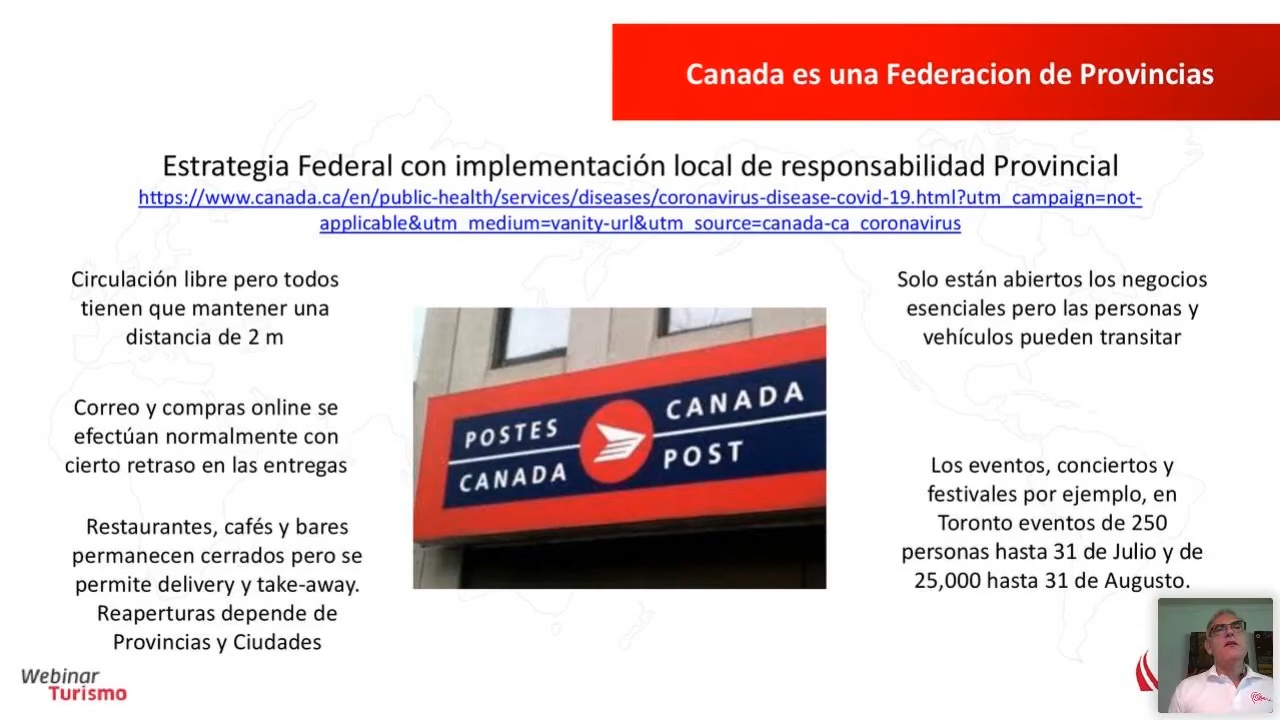 Canada es una Federacion de Provincias
Estrategia Federal con implementación local de responsabilidad Provincial
https://www.canada.ca/en/public-health/services/diseases/coronavirus-disease-covid-19.html?utm_campaign=not-
applicable&utm_medium=vanity-url&utm_source=canada-ca_coronavirus
Circulación libre pero todos
tienen que mantener una
distancia de 2 m
Correo y compras online se
efectúan normalmente con
cierto retraso en las entregas
Restaurantes, cafés y bares
permanecen cerrados pero se
permite delivery y take-away.
Reaperturas depende de
Provincias y Ciudades
POSTES
CANADA
CANADA
POST
Solo están abiertos los negocios
esenciales pero las personas y
vehículos pueden transitar
Los eventos, conciertos y
festivales por ejemplo, en
Toronto eventos de 250
personas hasta 31 de Julio y de
25,000 hasta 31 de Augusto.
Webinar
Turismo